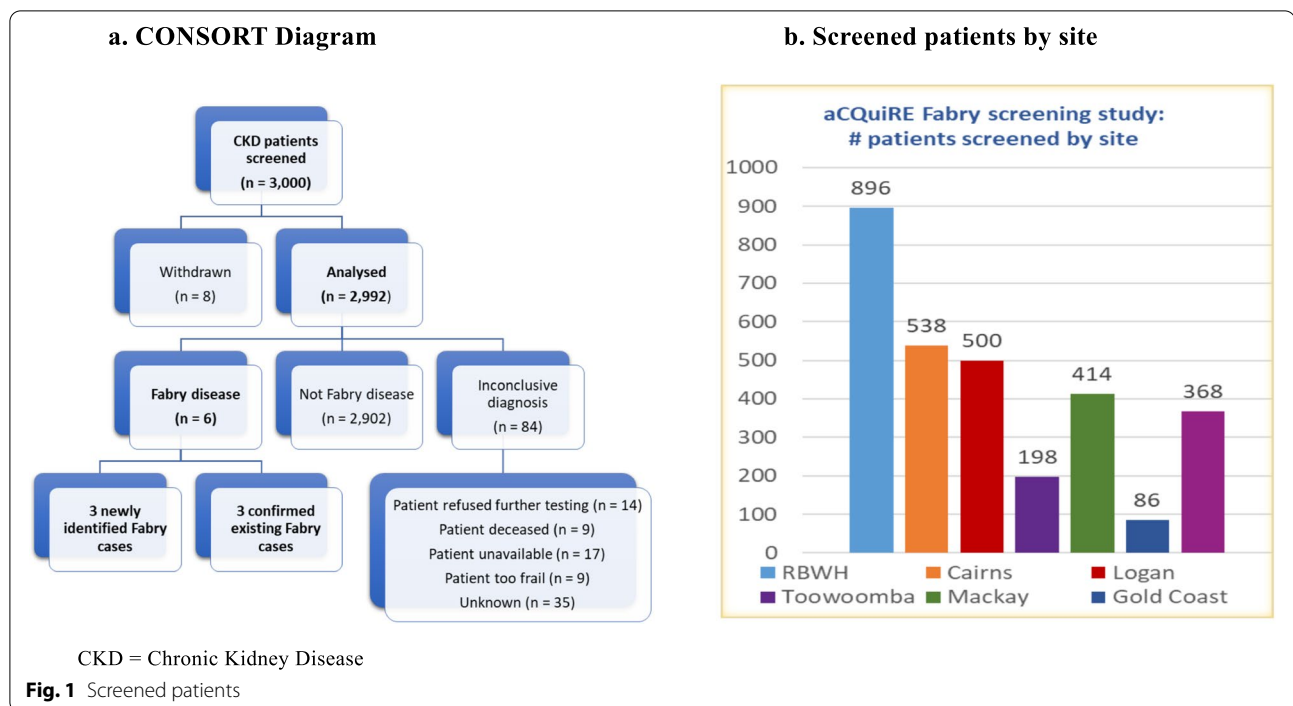 a. CONSORT Diagram
CKD patients
screened
(n = 3,000)
Withdrawn
(n = 8)
Analysed
(n = 2,992)
Fabry disease
(n = 6)
Not Fabry disease
(n = 2,902)
Inconclusive
diagnosis
(n = 84)
3 newly
identified Fabry
cases
3 confirmed
existing Fabry
cases
Patient refused further testing (n = 14)
Patient deceased (n = 9)
Patient unavailable (n = 17)
Patient too frail (n = 9)
Unknown (n = 35)
CKD = Chronic Kidney Disease
b. Screened patients by site
aCQuiRE Fabry screening study:
# patients screened by site
1000
900
800
700
600
500
400
300
200
100
0
896
538
500
198
414
86
368
RBWH Cairns Logan
Toowoomba Mackay Gold Coast
Fig. 1 Screened patients